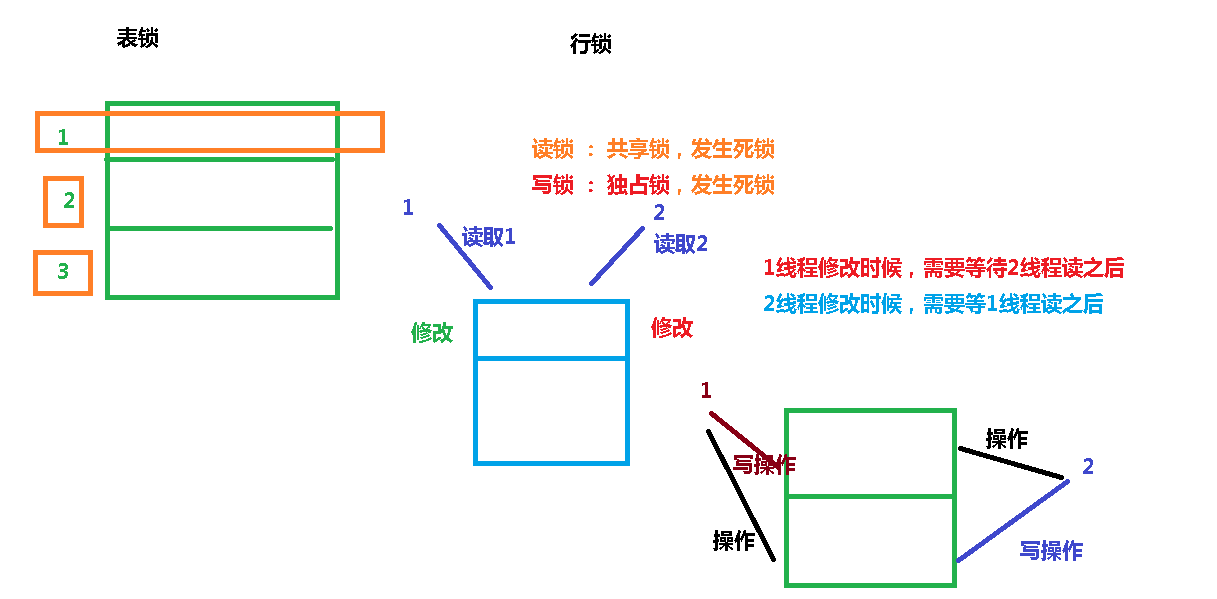 表锁
行锁
1
2
3
读锁 ： 共享锁，发生死锁
写锁 ： 独占锁，发生死锁
1
读取1
2
读取2
1线程修改时候，需要等待2线程读之后
2线程修改时候，需要等1线程读之后
修改
修改
1
写操作
操作
操作
2
写操作